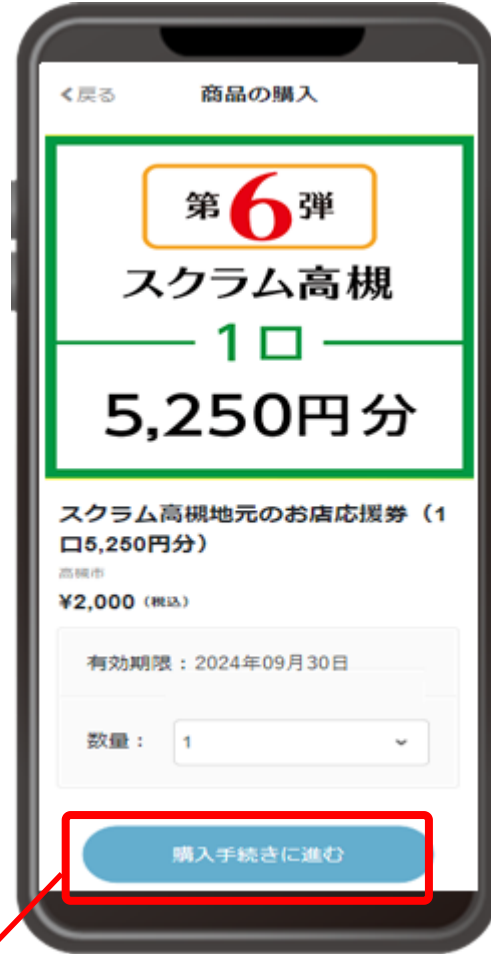 戻る 商品の購入
第6弾
スクラム高槻
1口
5,250円分
スクラム高槻地元のお店応援券（1
口5,250円分）
高槻市
¥2,000（税込）
有効期限：2024年09月30日
数量： 1
購入手続きに進む